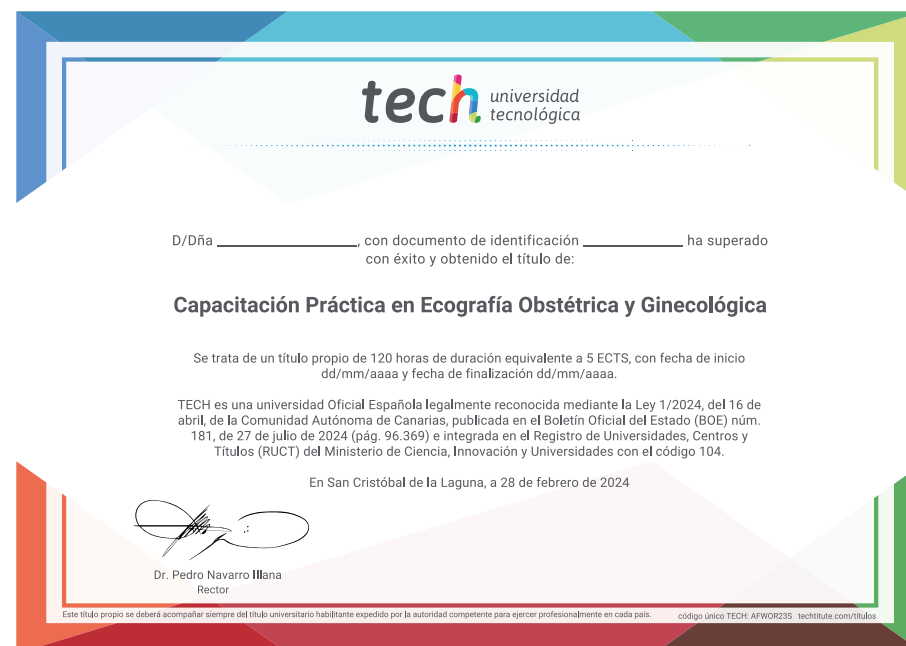 tech universidad
tecnológica
D/Dña ____________________, con documento de identificación ______________ ha superado
con éxito y obtenido el título de:
Capacitación Práctica en Ecografía Obstétrica y Ginecológica
Se trata de un título propio de 120 horas de duración equivalente a 5 ECTS, con fecha de inicio
dd/mm/aaaa y fecha de finalización dd/mm/aaaa.
TECH es una universidad Oficial Española legalmente reconocida mediante la Ley 1/2024, del 16 de
abril, de la Comunidad Autónoma de Canarias, publicada en el Boletín Oficial del Estado (BOE) núm.
181, de 27 de julio de 2024 (pág. 96.369) e integrada en el Registro de Universidades, Centros y
Títulos (RUCT) del Ministerio de Ciencia, Innovación y Universidades con el código 104.
En San Cristóbal de la Laguna, a 28 de febrero de 2024
Dr. Pedro Navarro Illana
Rector
Este título propio se deberá acompañar siempre del título universitario habilitante expedido por la autoridad competente para ejercer profesionalmente en cada país.
código único TECH: AFWOR23S techtitute.com/titulos